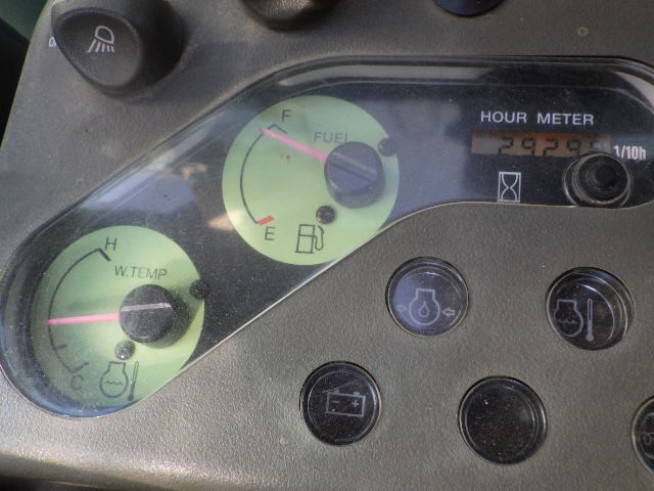 HOUR METER
1/10h
F
FUEL
E
H
W.TEMP
C
- +